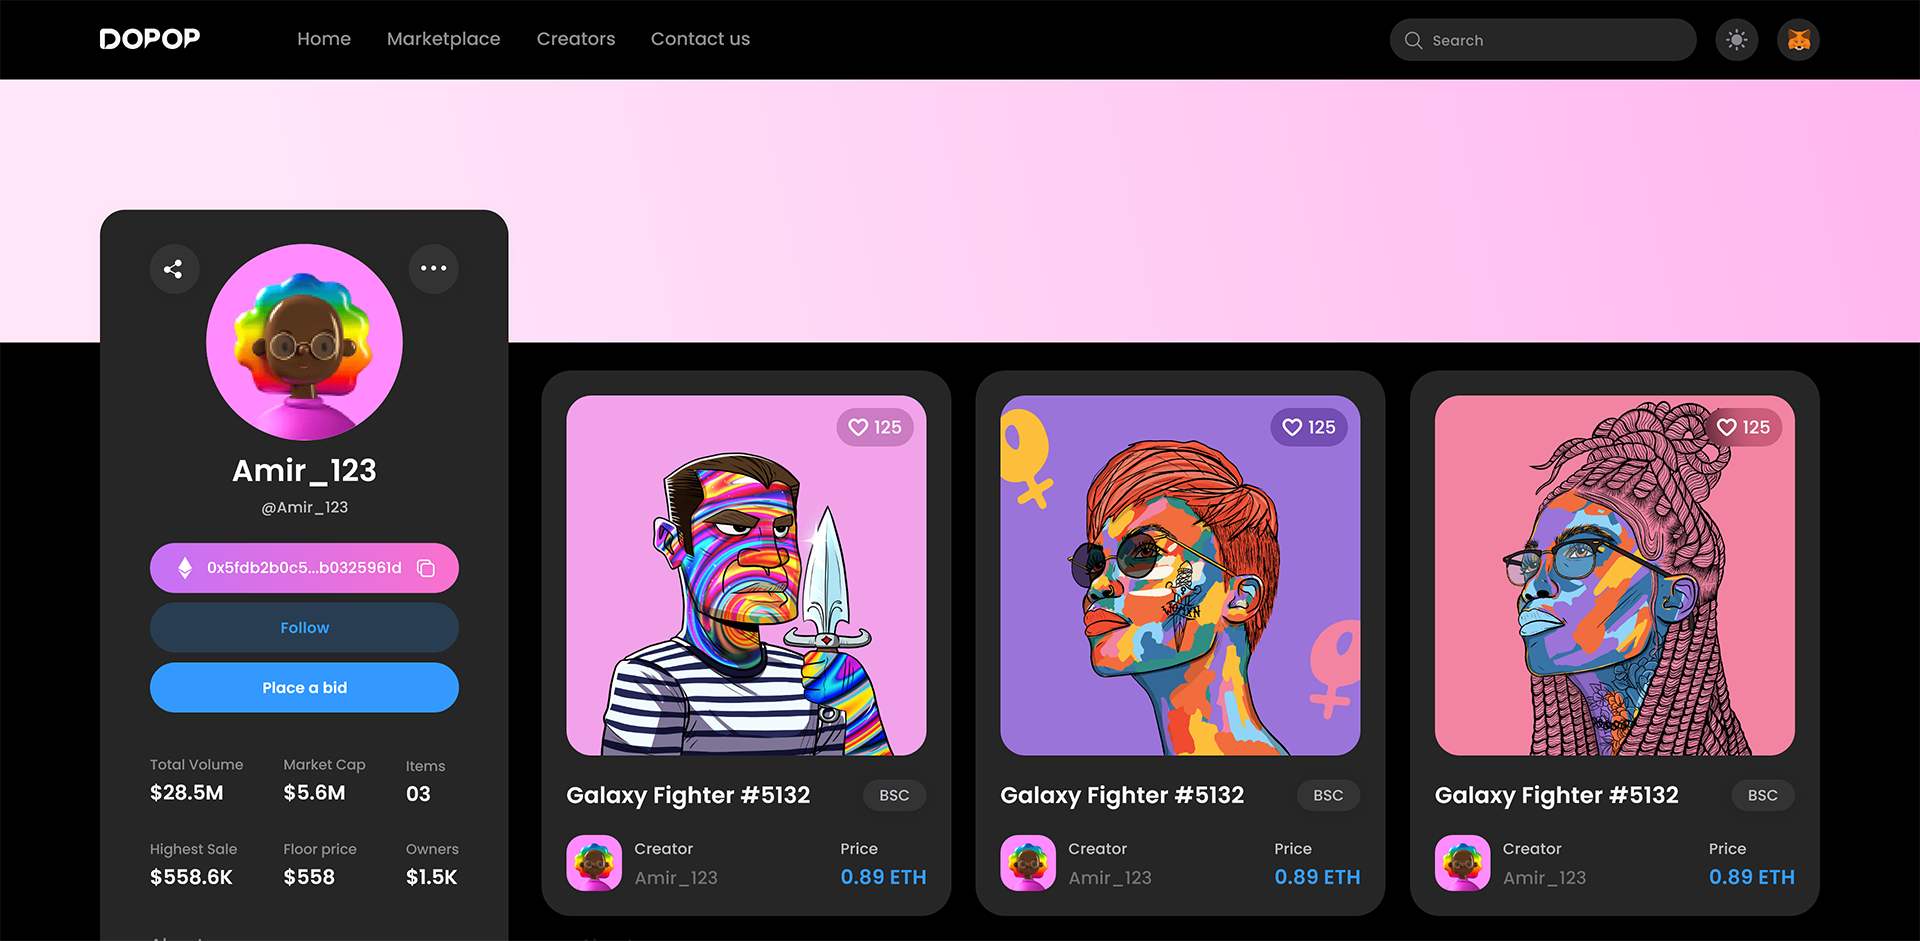 DOPOP
Home
Marketplace
Creators
Contact us
Search
Amir_123
@Amir_123
0x5fdb2b0c5...b0325961d
Follow
Place a bid
Total Volume
$28.5M
Market Cap
$5.6M
Items
03
Highest Sale
$558.6K
Floor price
$558
Owners
$1.5K
125
Galaxy Fighter #5132
BSC
Creator
Amir_123
Price
0.89 ETH
125
WOMXN
Galaxy Fighter #5132
BSC
Creator
Amir_123
Price
0.89 ETH
125
Galaxy Fighter #5132
BSC
Creator
Amir_123
Price
0.89 ETH